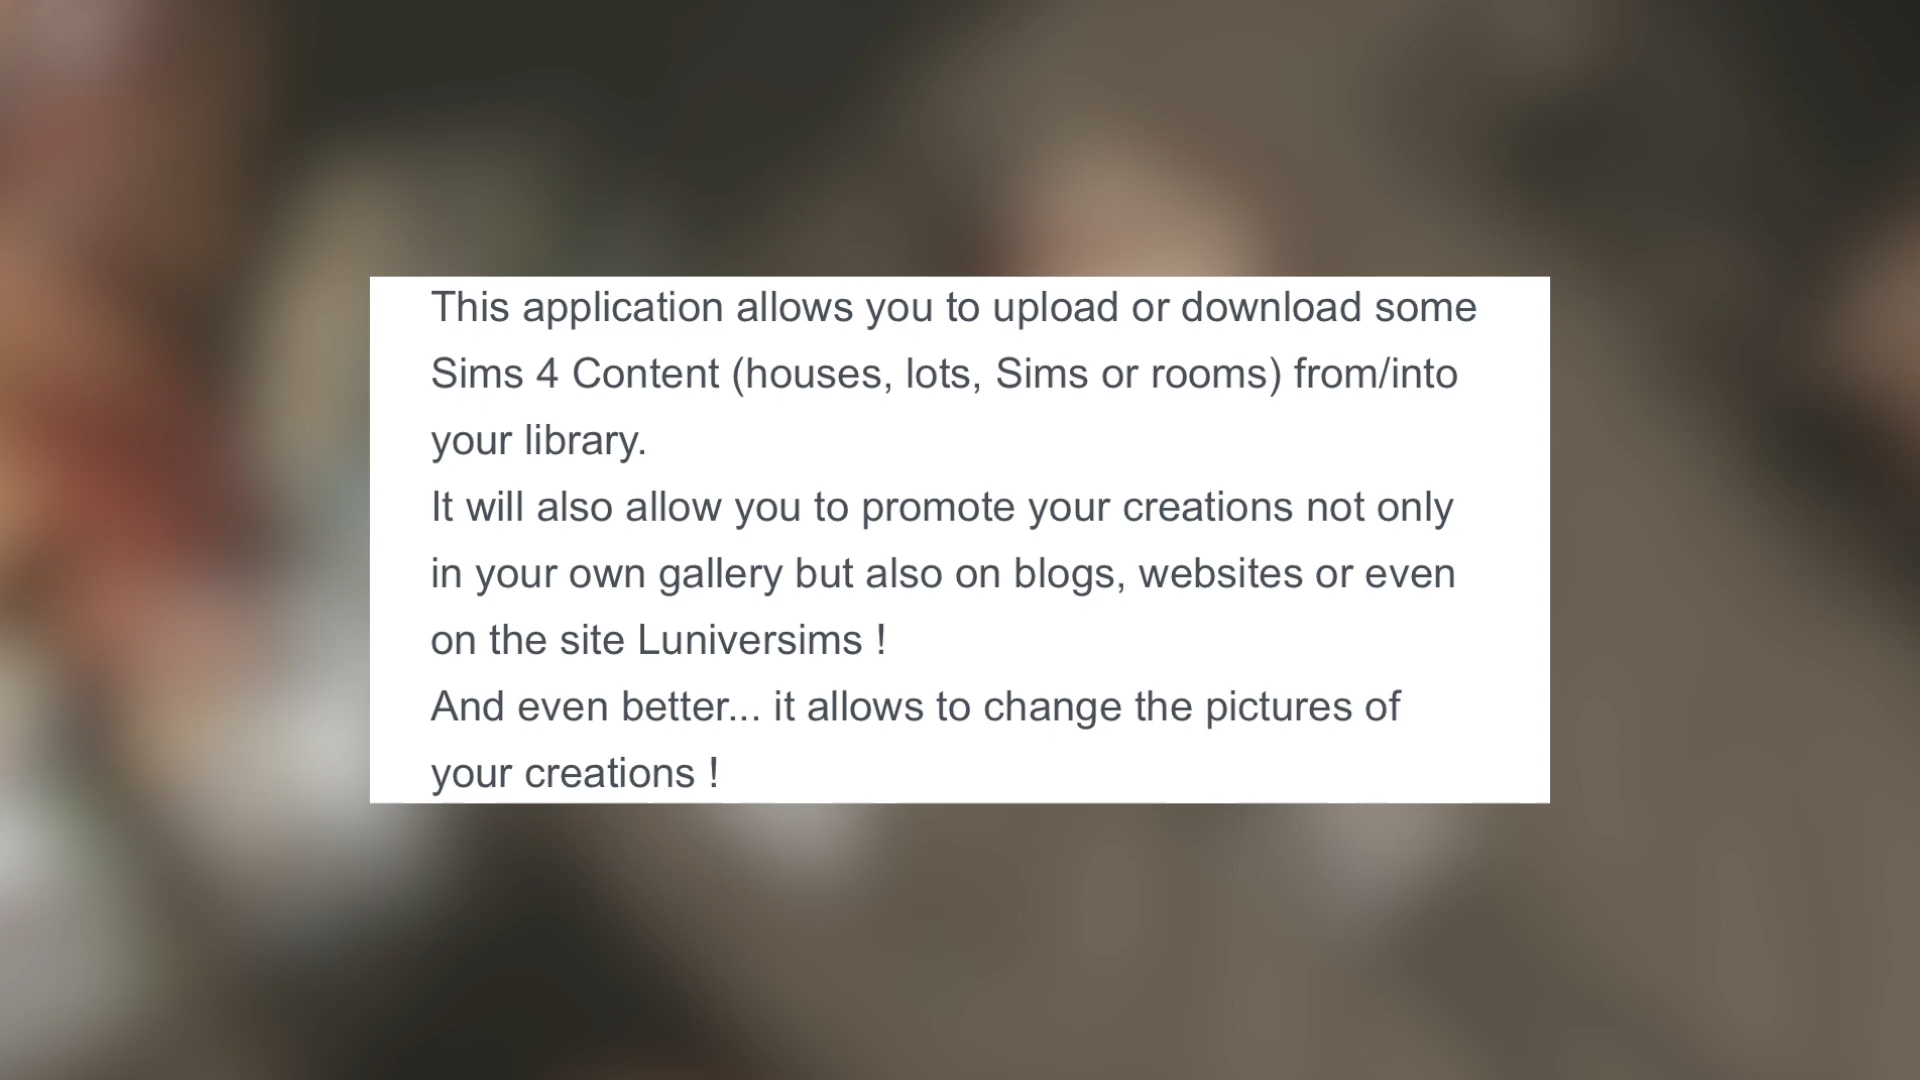 This application allows you to upload or download some
Sims 4 Content (houses, lots, Sims or rooms) from/into
your library.
It will also allow you to promote your creations not only
in your own gallery but also on blogs, websites or even
on the site Luniversims !
And even better... it allows to change the pictures of
your creations !